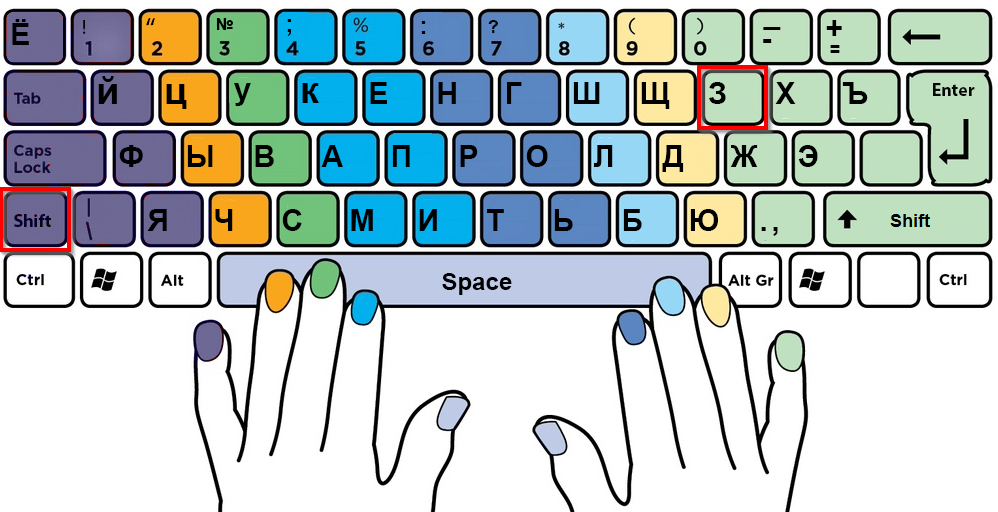 Ё ! 1 “ 2 № 3 ; 4 % 5 : 6 ? 7 * 8 ( 9 ) 0 — - + =
Tab Й Ц У К Е Н Г Ш Щ З Х Ъ Enter
Caps Lock Ф Ы В А П Р О Л Д Ж Э
Shift | \ Я Ч С М И Т Ь Б Ю . , Shift
Ctrl Alt Space Alt Gr Ctrl